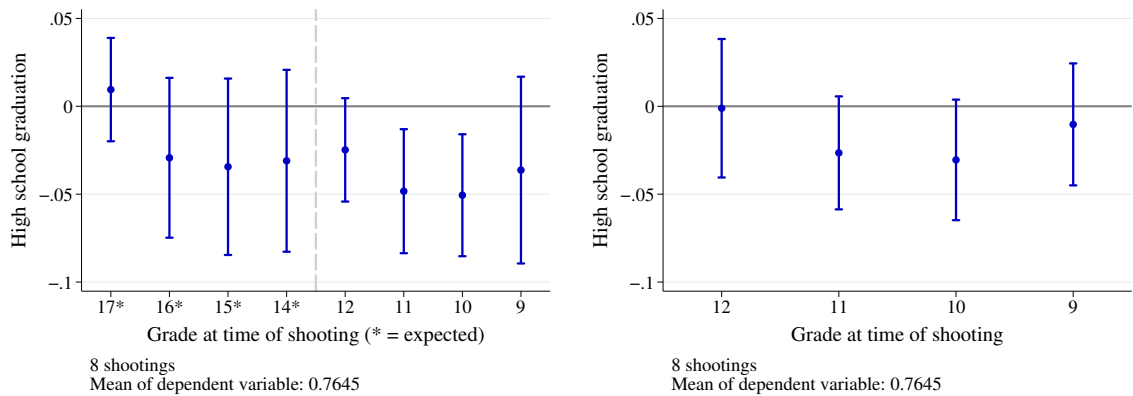 High school graduation
.05
0
−.05
−.1
17* 16* 15* 14* 12 11 10 9
Grade at time of shooting (* = expected)
8 shootings
Mean of dependent variable: 0.7645
High school graduation
.05
0
−.05
−.1
12 11 10 9
Grade at time of shooting
8 shootings
Mean of dependent variable: 0.7645